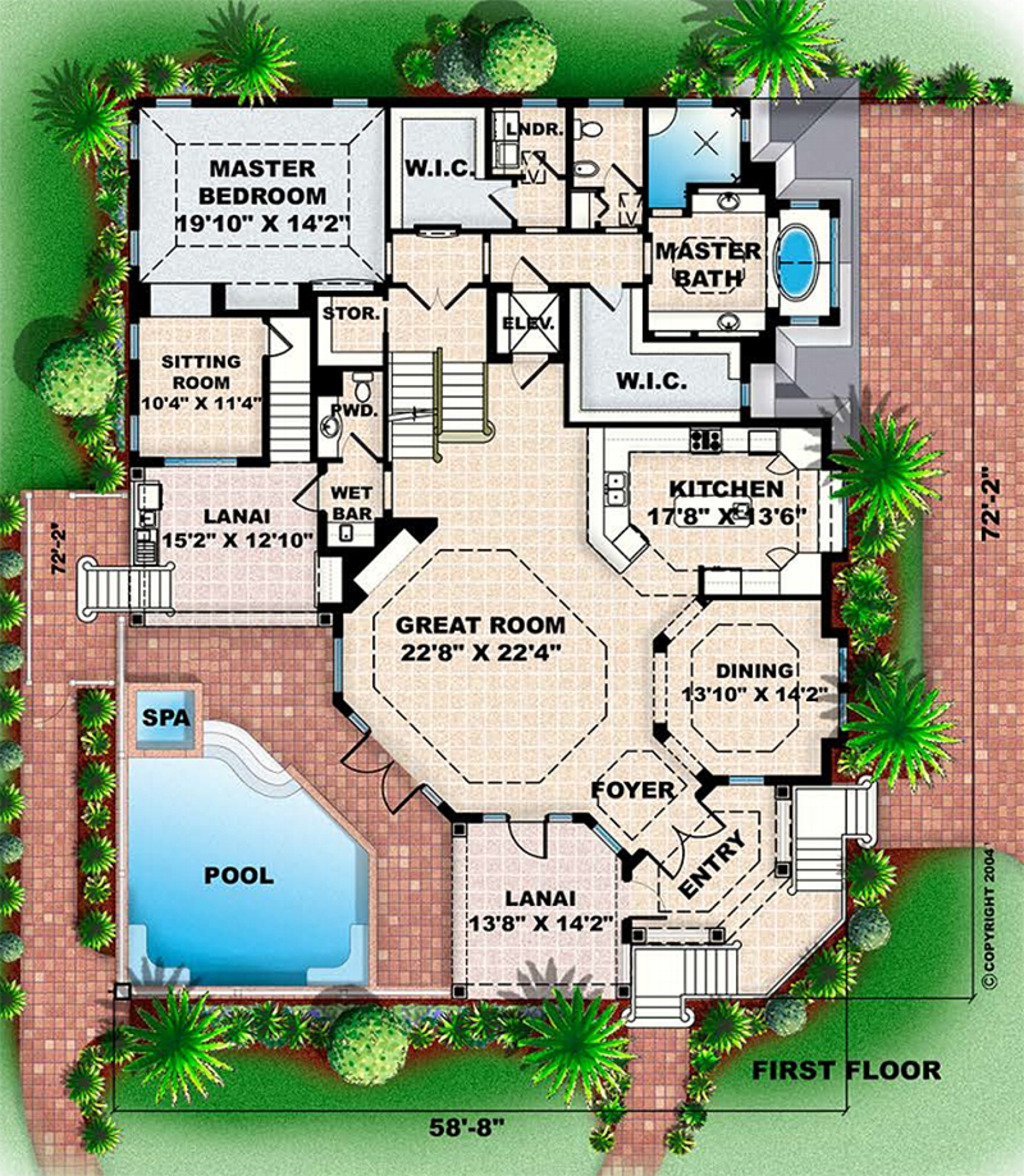 MASTER
BEDROOM
19'10" X 14'2"
W.I.C.
LNDR.
MASTER
BATH
STOR.
ELEV.
W.I.C.
SITTING
ROOM
10'4" X 11'4"
PWD.
WET
BAR
KITCHEN
17'8" X 13'6"
LANAI
15'2" X 12'10"
72'-2"
72'-2"
GREAT ROOM
22'8" X 22'4"
DINING
13'10" X 14'2"
SPA
FOYER
ENTRY
POOL
LANAI
13'8" X 14'2"
©COPYRIGHT 2004
FIRST FLOOR
58'-8"